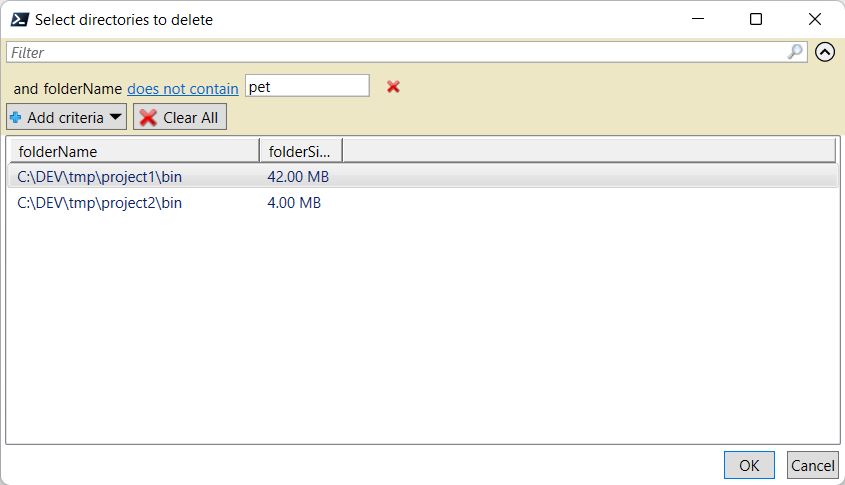 Select directories to delete
Filter
and folderName does not contain pet
Add criteria Clear All
folderName folderSi...
C:\DEV\tmp\project1\bin 42.00 MB
C:\DEV\tmp\project2\bin 4.00 MB
OK Cancel